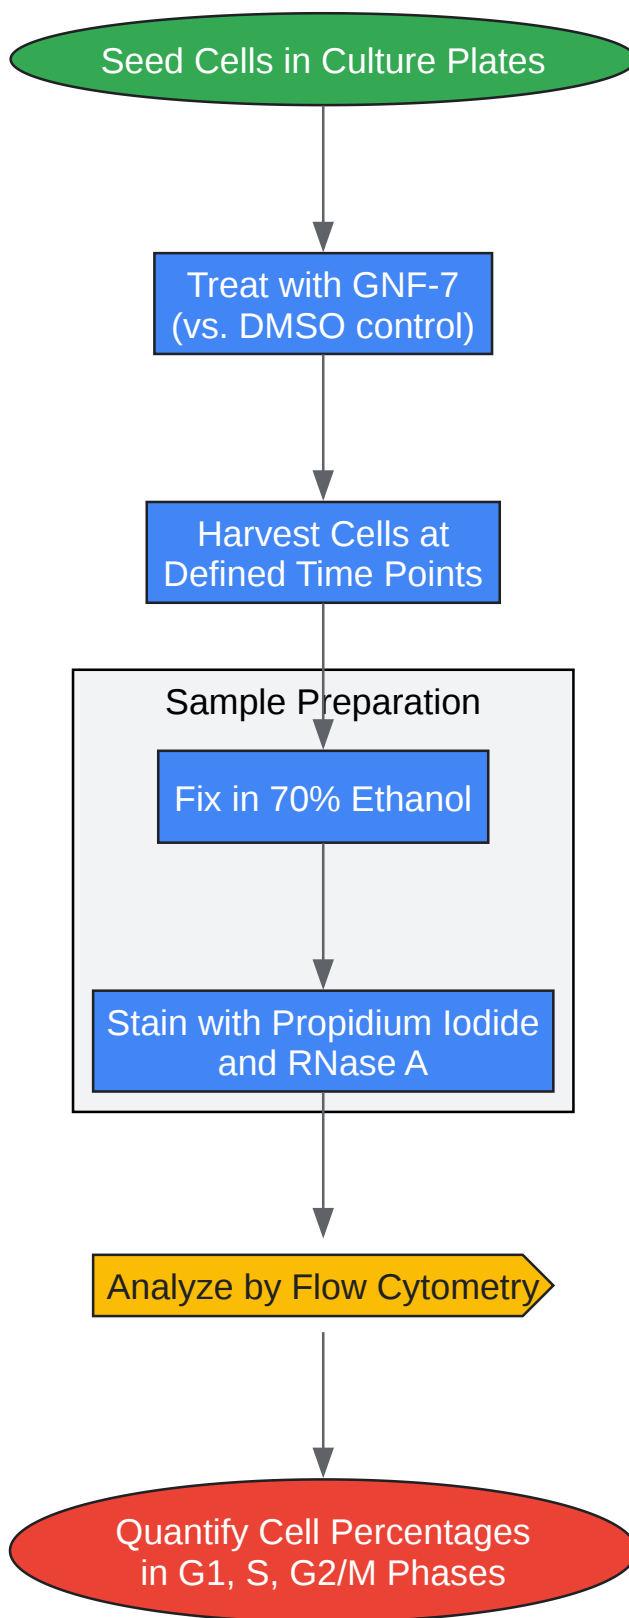 Seed Cells in Culture Plates
Treat with GNF-7
(vs. DMSO control)
Harvest Cells at
Defined Time Points
Sample Preparation
Fix in 70% Ethanol
Stain with Propidium Iodide
and RNase A
Analyze by Flow Cytometry
Quantify Cell Percentages
in G1, S, G2/M Phases